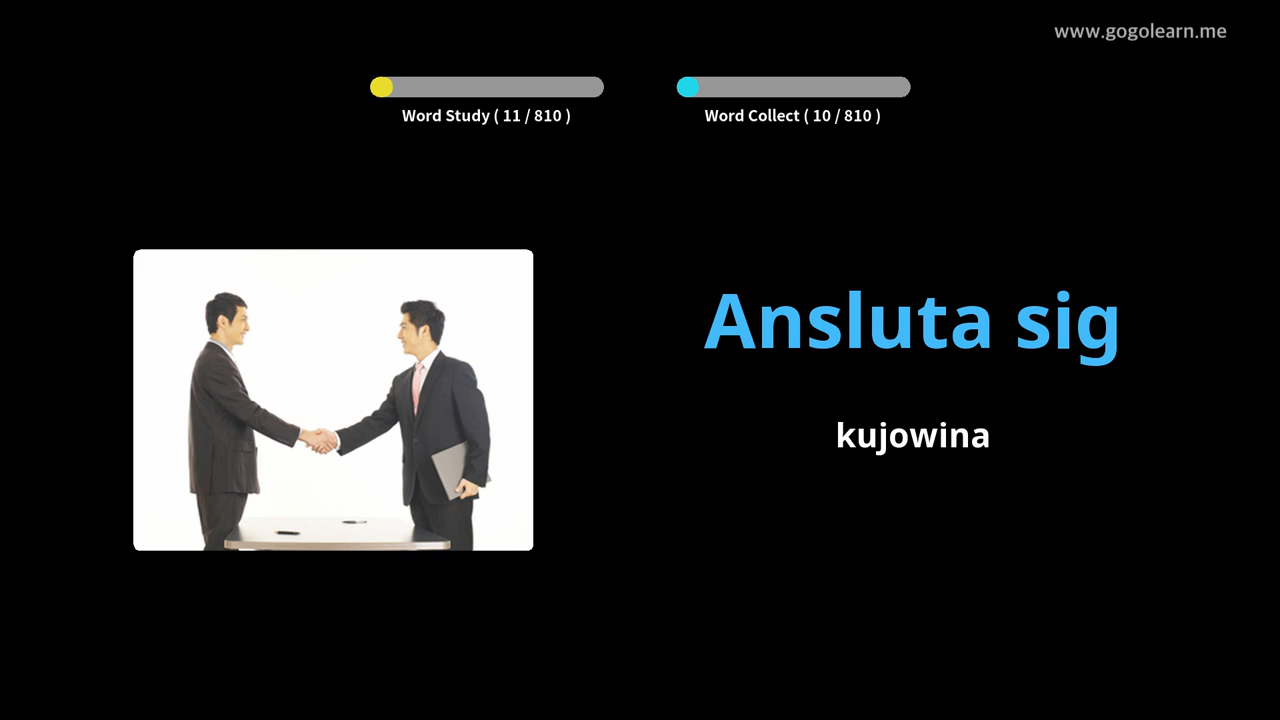 www.gogolearn.me
Word Study ( 11 / 810 )
Word Collect ( 10 / 810 )
Ansluta sig
kujowina